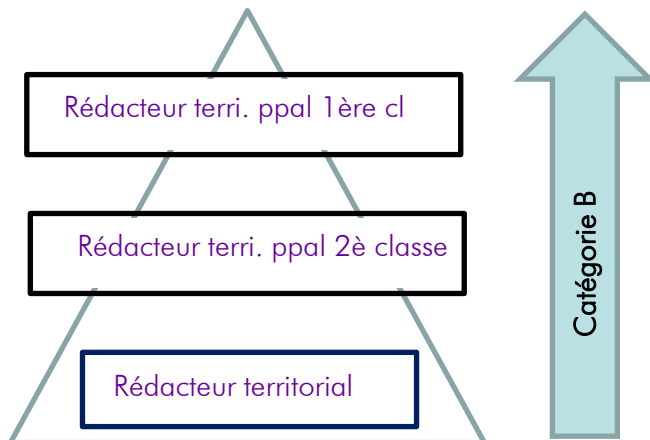 Rédacteur terri. ppal 1ère cl
Rédacteur terri. ppal 2è classe
Rédacteur territorial
Catégorie B